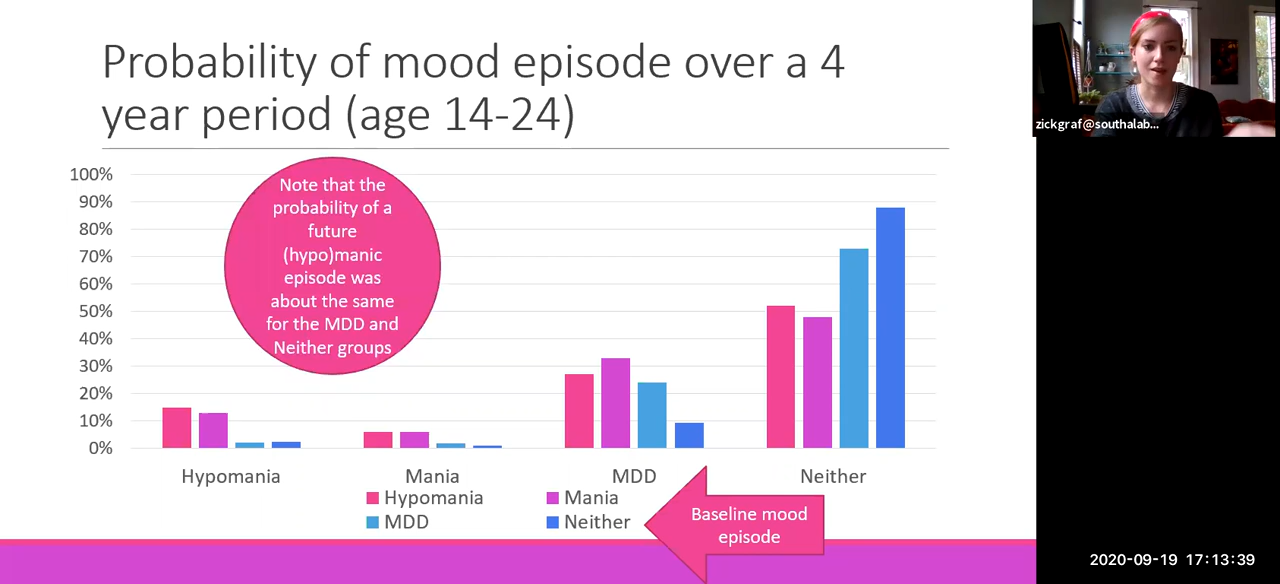 Probability of mood episode over a 4
year period (age 14-24)
zickgraf@southalab...
100%
90%
80%
70%
60%
50%
40%
30%
20%
10%
0%
Note that the
probability of a
future
(hypo)manic
episode was
about the same
for the MDD and
Neither groups
Hypomania
Mania
MDD
Neither
Hypomania
Mania
MDD
Neither
Baseline mood
episode
2020-09-19 17:13:39